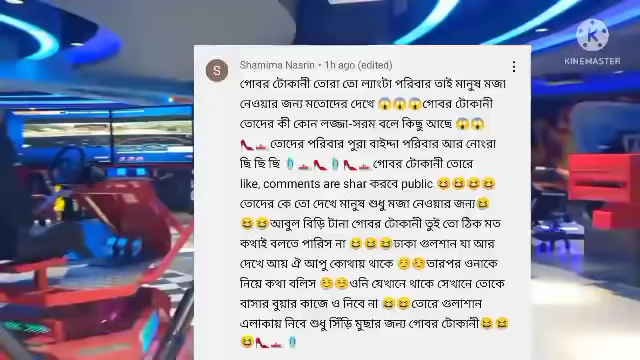 KINEMASTER
Shamima Nasrin • 1h ago (edited)
গোবর টোকানী তোরা তো ল্যাংটা পরিবার তাই মানুষ মজা
নেওয়ার জন্য মতোদের দেখে 😱😱😱গোবর টোকানী
তোদের কী কোন লজ্জা-সরম বলে কিছু আছে 😱😱
👠🩴তোদের পরিবার পুরা বাইদ্দা পরিবার আর নোংরা
ছি ছি ছি 🩴👠🩴👠গোবর টোকানী তোরে
like, comments are shar করবে public 😆😆😆😆
তোদের কে তো দেখে মানুষ শুধু মজা নেওয়ার জন্য😆
😆😆আবুল বিড়ি টানা গোবর টোকানী তুই তো ঠিক মত
কথাই বলতে পারিস না 😆😆😆ঢাকা গুলশান যা আর
দেখে আয় ঐ আপু কোথায় থাকে ☺️☺️তারপর ওনাকে
নিয়ে কথা বলিস ☺️☺️ওনি যেখানে থাকে সেখানে তোকে
বাসার বুয়ার কাজে ও নিবে না 😆😆তোরে গুলাশান
এলাকায় নিবে শুধু সিঁড়ি মুছার জন্য গোবর টোকানী😆😆
😆👠🩴